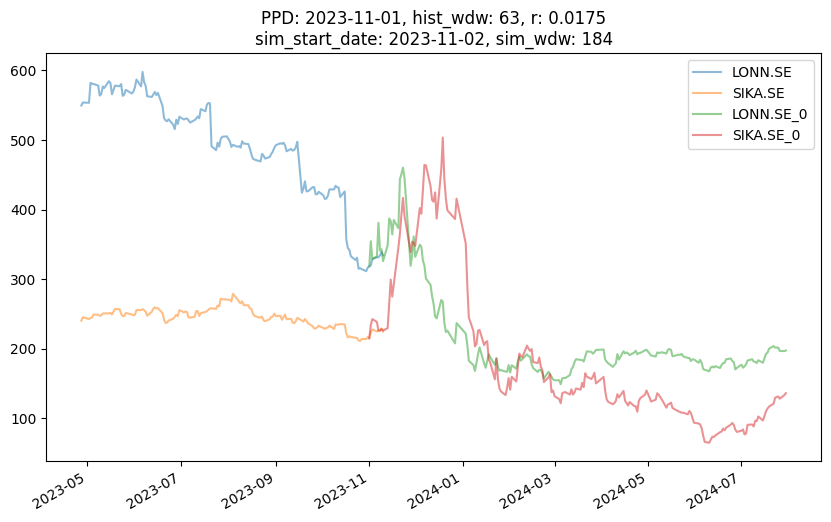 PPD: 2023-11-01, hist_wdw: 63, r: 0.0175
sim_start_date: 2023-11-02, sim_wdw: 184
LONN.SE
SIKA.SE
LONN.SE_0
SIKA.SE_0
600
500
400
300
200
100
2023-05
2023-07
2023-09
2023-11
2024-01
2024-03
2024-05
2024-07